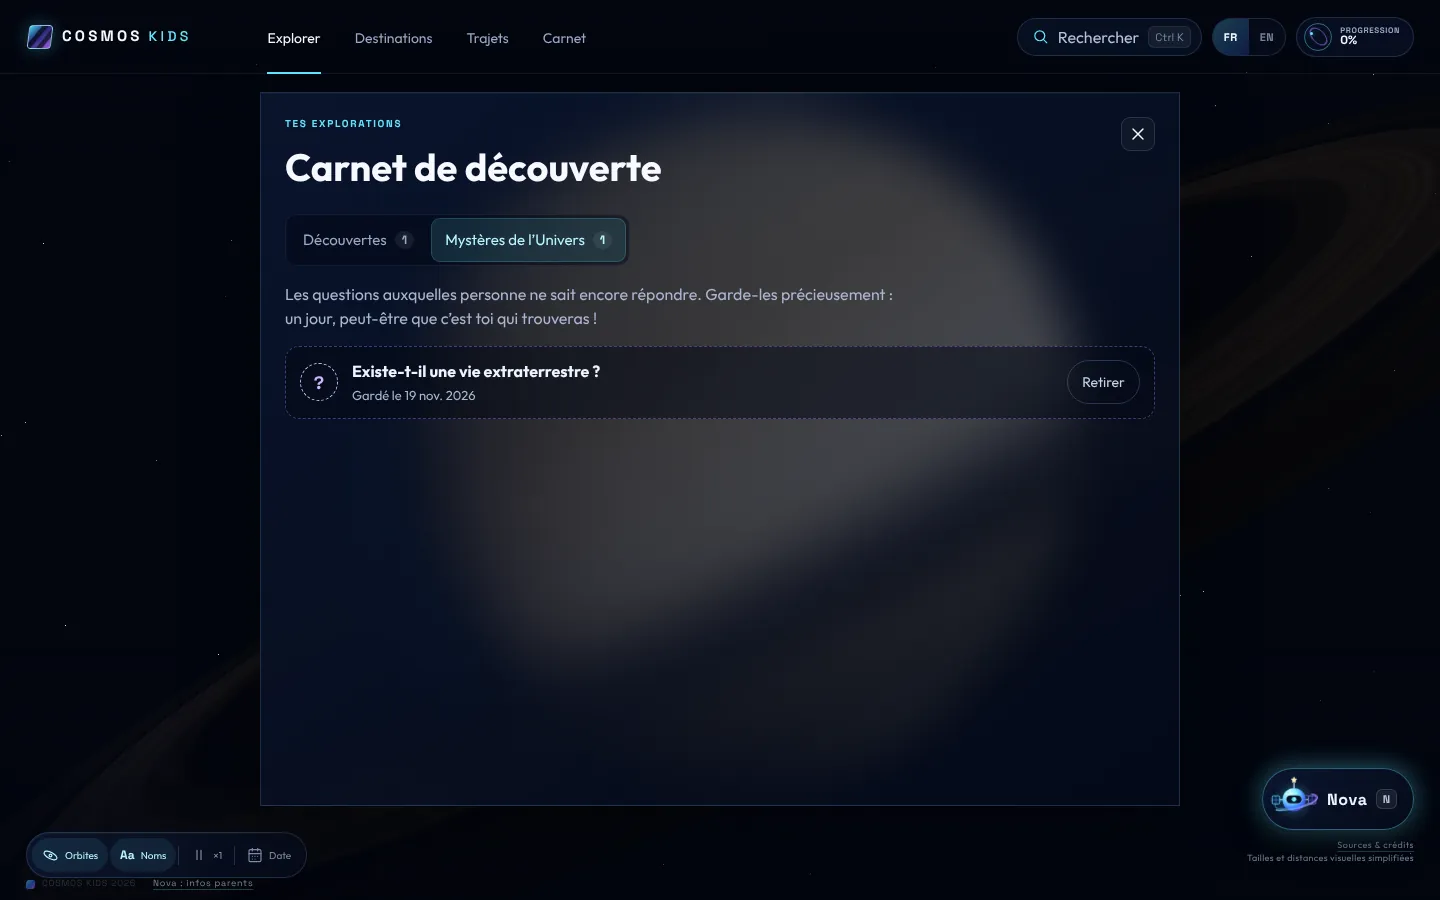 COSMOS KIDS
Explorer
Destinations
Trajets
Carnet
Rechercher
Ctrl K
FR
EN
PROGRESSION
0%
TES EXPLORATIONS
Carnet de découverte
Découvertes 1
Mystères de l’Univers 1
Les questions auxquelles personne ne sait encore répondre. Garde-les précieusement :
un jour, peut-être que c’est toi qui trouveras !
?
Existe-t-il une vie extraterrestre ?
Gardé le 19 nov. 2026
Retirer
Nova N
Sources & crédits
Tailles et distances visuelles simplifiées
Orbites
Aa Noms
×1
Date
COSMOS KIDS 2026
Nova : infos parents